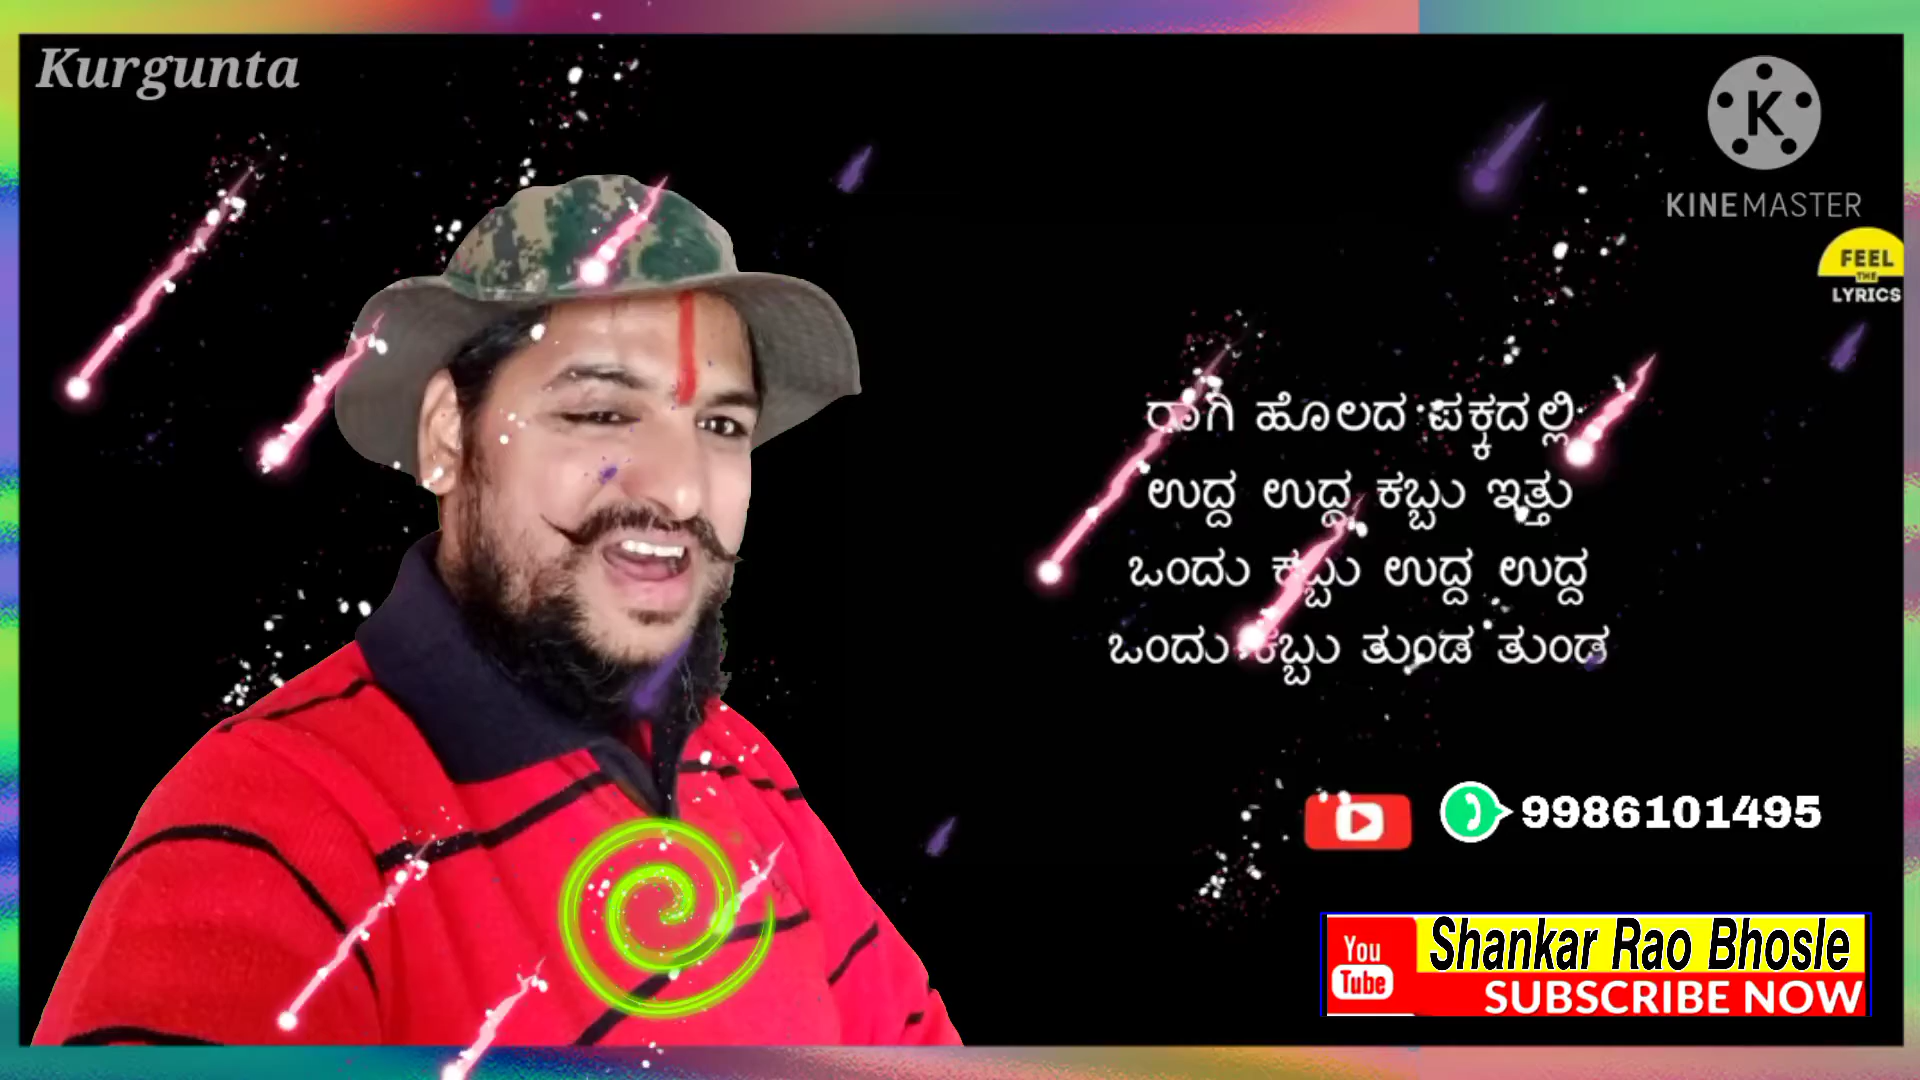 Kurgunta
K
KINEMASTER
FEEL
THE
LYRICS
ರಾಗಿ ಹೊಲದ ಪಕ್ಕದಲ್ಲಿ
ಉದ್ದ ಉದ್ದ ಕಬ್ಬು ಇತ್ತು
ಒಂದು ಕಬ್ಬು ಉದ್ದ ಉದ್ದ
ಒಂದು ಕಬ್ಬು ತುಂಡ ತುಂಡ
9986101495
You
Tube
Shankar Rao Bhosle
SUBSCRIBE NOW